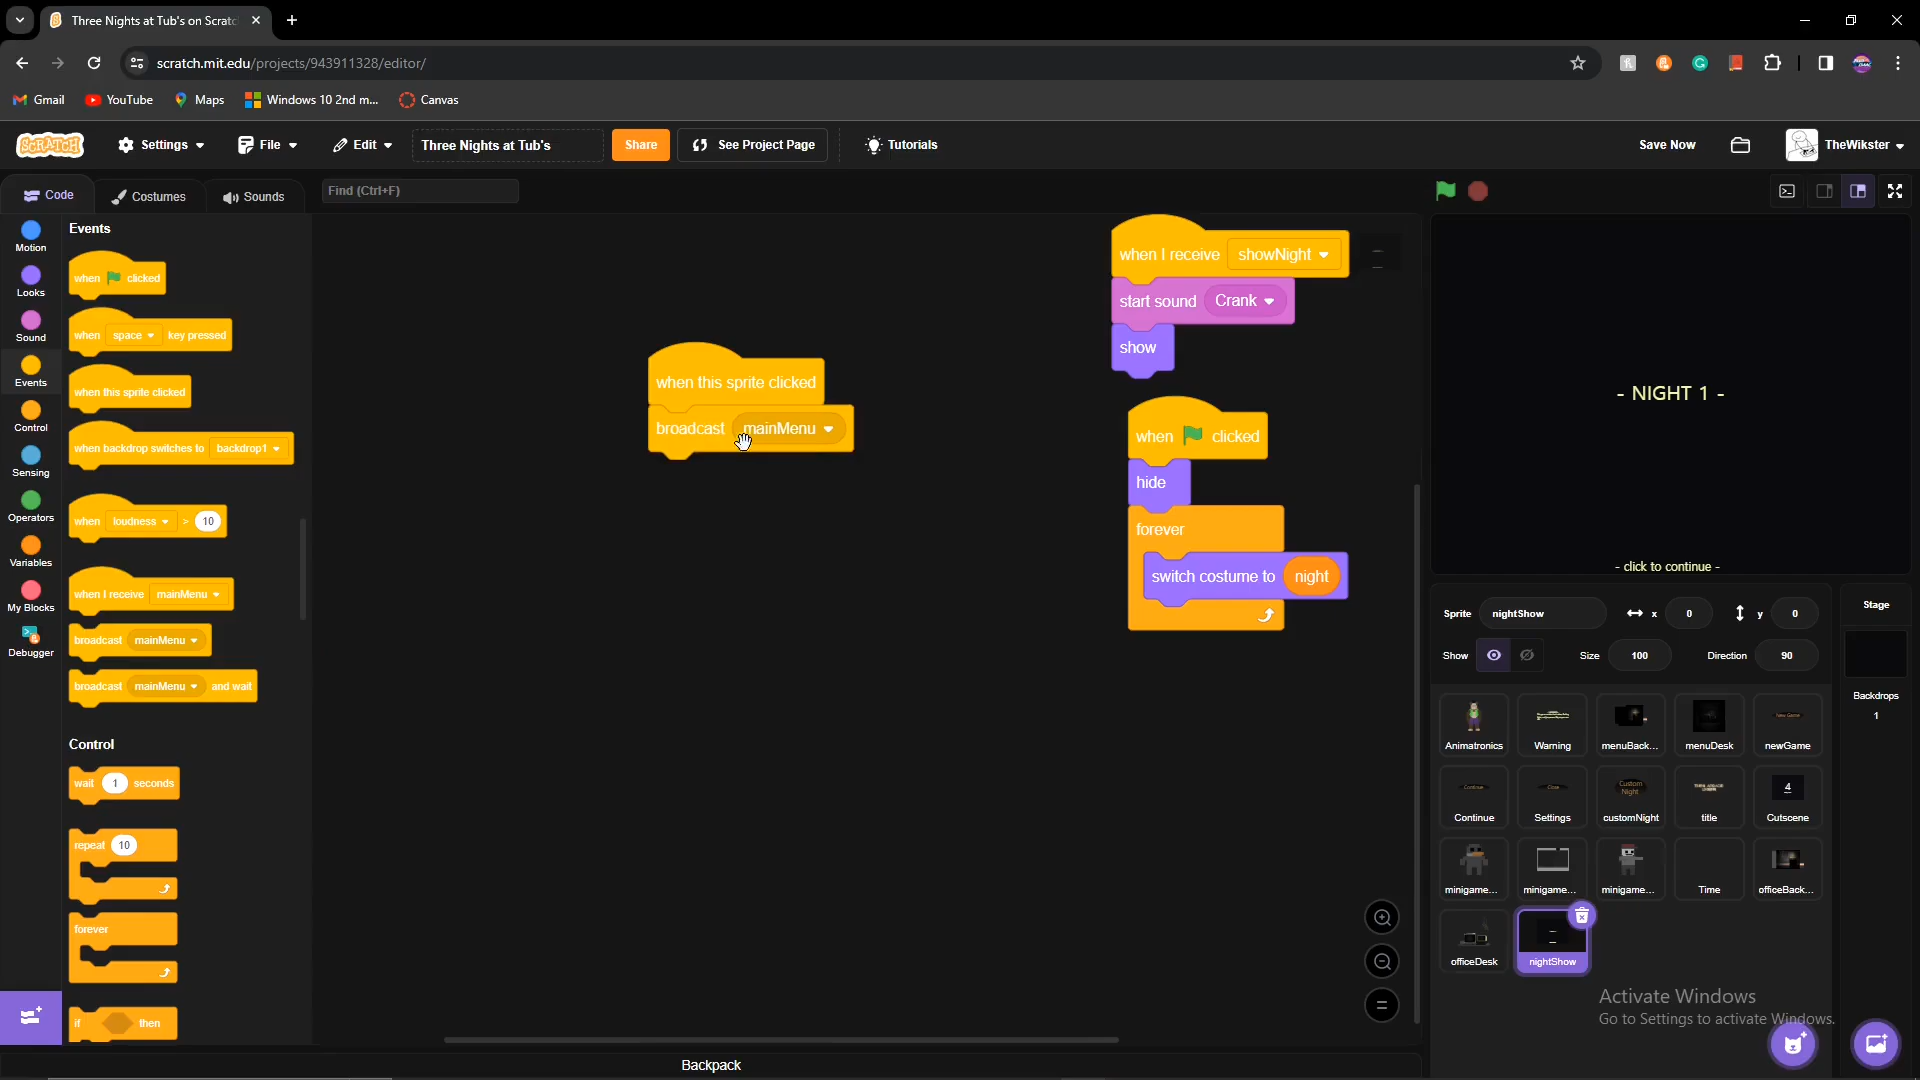 Three Nights at Tub's on Scratc
scratch.mit.edu/projects/943911328/editor/
Gmail
YouTube
Maps
Windows 10 2nd m...
Canvas
SCRATCH
Settings
File
Edit
Three Nights at Tub's
Share
See Project Page
Tutorials
Save Now
TheWikster
Code
Costumes
Sounds
Find (Ctrl+F)
Motion
Looks
Sound
Events
Control
Sensing
Operators
Variables
My Blocks
Debugger
Events
when clicked
when space key pressed
when this sprite clicked
when backdrop switches to backdrop1
when loudness > 10
when I receive mainMenu
broadcast mainMenu
broadcast mainMenu and wait
Control
wait 1 seconds
repeat 10
forever
if then
when this sprite clicked
broadcast mainMenu
when I receive showNight
start sound Crank
show
when clicked
hide
forever
switch costume to night
Backpack
- NIGHT 1 -
- click to continue -
Sprite nightShow x 0 y 0
Show Size 100 Direction 90
Stage
Backdrops
1
Animatronics
Warning
menuBack...
menuDesk
New Game
newGame
Continue
Continue
Settings
Custom
Night
customNight
title
4
Cutscene
minigame...
minigame...
minigame...
Time
officeBack...
officeDesk
nightShow
Activate Windows
Go to Settings to activate Windows.